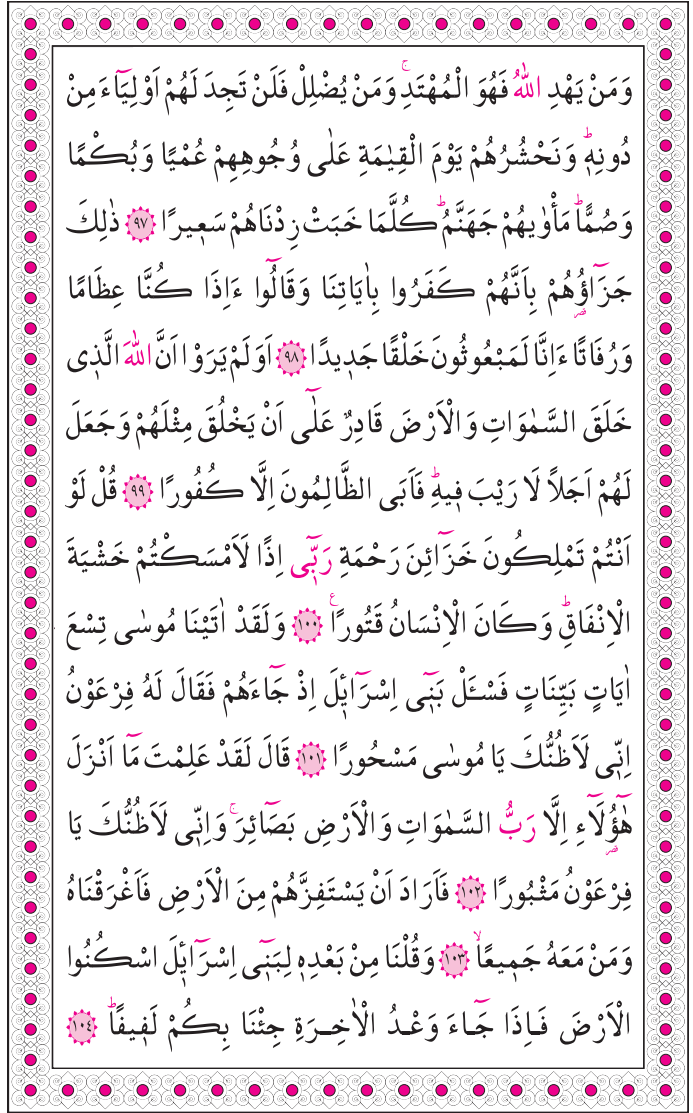 وَمَنْ يَهْدِ اللّٰهُ فَهُوَ الْمُهْتَدِۚ وَمَنْ يُضْلِلْ فَلَنْ تَجِدَ لَهُمْ اَوْلِيَٓاءَ مِنْ
دُونِه۪ۜ وَنَحْشُرُهُمْ يَوْمَ الْقِيٰمَةِ عَلٰى وُجُوهِهِمْ عُمْيًا وَبُكْمًا
وَصُمًّاۜ مَأْوٰيهُمْ جَهَنَّمُۜ كُلَّمَا خَبَتْ زِدْنَاهُمْ سَع۪يرًا ﴿٩٧﴾ ذٰلِكَ
جَزَٓاؤُ۬هُمْ بِاَنَّهُمْ كَفَرُوا بِاٰيَاتِنَا وَقَالُٓوا ءَاِذَا كُنَّا عِظَامًا
وَرُفَاتًا ءَاِنَّا لَمَبْعُوثُونَ خَلْقًا جَد۪يدًا ﴿٩٨﴾ اَوَلَمْ يَرَوْا اَنَّ اللّٰهَ الَّذ۪ى
خَلَقَ السَّمٰوَاتِ وَالْاَرْضَ قَادِرٌ عَلٰٓى اَنْ يَخْلُقَ مِثْلَهُمْ وَجَعَلَ
لَهُمْ اَجَلاً لَا رَيْبَ ف۪يهِۜ فَاَبَى الظَّالِمُونَ اِلَّا كُفُورًا ﴿٩٩﴾ قُلْ لَوْ
اَنْتُمْ تَمْلِكُونَ خَزَٓائِنَ رَحْمَةِ رَبّ۪ٓى اِذًا لَاَمْسَكْتُمْ خَشْيَةَ
الْاِنْفَاقِۜ وَكَانَ الْاِنْسَانُ قَتُورًا۟ ﴿١٠٠﴾ وَلَقَدْ اٰتَيْنَا مُوسٰى تِسْعَ
اٰيَاتٍ بَيِّنَاتٍ فَسْـَٔلْ بَن۪ٓى اِسْرَٓائ۪لَ اِذْ جَٓاءَهُمْ فَقَالَ لَهُ فِرْعَوْنُ
اِنّ۪ى لَاَظُنُّكَ يَا مُوسٰى مَسْحُورًا ﴿١٠١﴾ قَالَ لَقَدْ عَلِمْتَ مَٓا اَنْزَلَ
هٰٓؤُ۬لَٓاءِ اِلَّا رَبُّ السَّمٰوَاتِ وَالْاَرْضِ بَصَٓائِرَۚ وَاِنّ۪ى لَاَظُنُّكَ يَا
فِرْعَوْنُ مَثْبُورًا ﴿١٠٢﴾ فَاَرَادَ اَنْ يَسْتَفِزَّهُمْ مِنَ الْاَرْضِ فَاَغْرَقْنَاهُ
وَمَنْ مَعَهُ جَم۪يعًاۙ ﴿١٠٣﴾ وَقُلْنَا مِنْ بَعْدِه۪ لِبَن۪ٓى اِسْرَٓائ۪لَ اسْكُنُوا
الْاَرْضَ فَاِذَا جَٓاءَ وَعْدُ الْاٰخِرَةِ جِئْنَا بِكُمْ لَف۪يفًاۜ ﴿١٠٤﴾